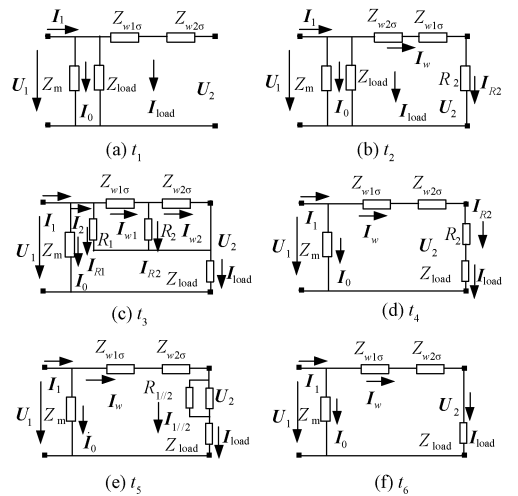 I1 Zw1σ Zw2σ
U1 Zm I0 Zload Iload U2
(a) t1
I1 Zw2σ Zw1σ
Iw
U1 Zm I0 Zload Iload R2 U2 IR2
(b) t2
Zw1σ Zw2σ
I1 I2 R1 Iw1 R2 Iw2 U2
U1 Zm IR1 IR2
I0 Zload Iload
(c) t3
Zw1σ Zw2σ
I1 Iw IR2
U1 Zm U2 R2
I0 Zload Iload
(d) t4
Zw1σ Zw2σ
I1 Iw R1//2 U2
U1 Zm I1//2
İ0 Zload Iload
(e) t5
Zw1σ Zw2σ
I1 Iw
U1 Zm U2
I0 Zload Iload
(f) t6